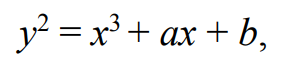 y² = x³ + ax + b,